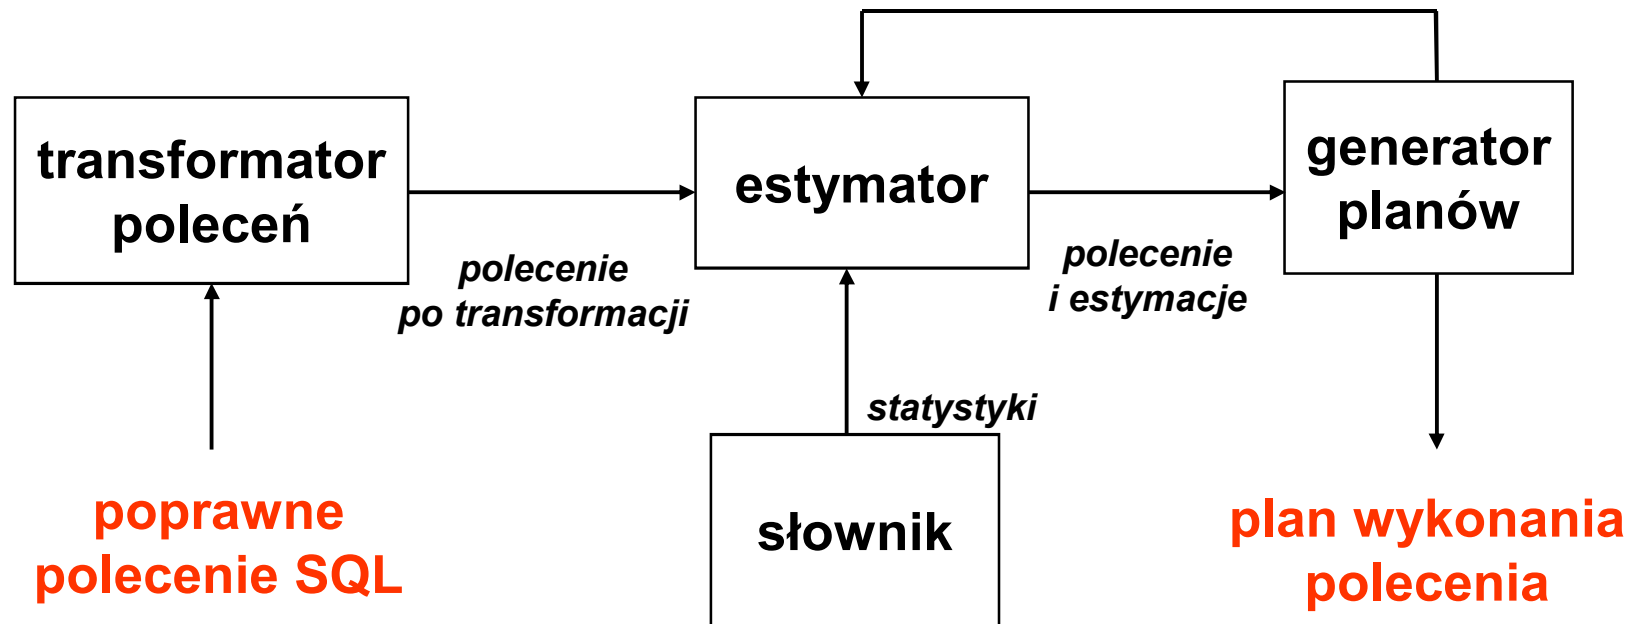 transformator
poleceń
estymator
generator
planów
polecenie
po transformacji
polecenie
i estymacje
statystyki
słownik
poprawne
polecenie SQL
plan wykonania
polecenia